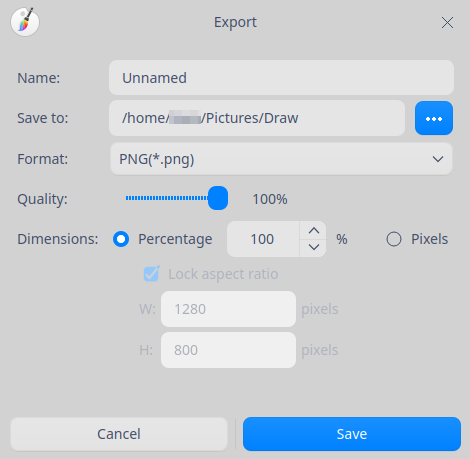 Export
Name: Unnamed
Save to: /home/ /Pictures/Draw
Format: PNG(*.png)
Quality: 100%
Dimensions: Percentage 100 % Pixels
Lock aspect ratio
W: 1280 pixels
H: 800 pixels
Cancel Save